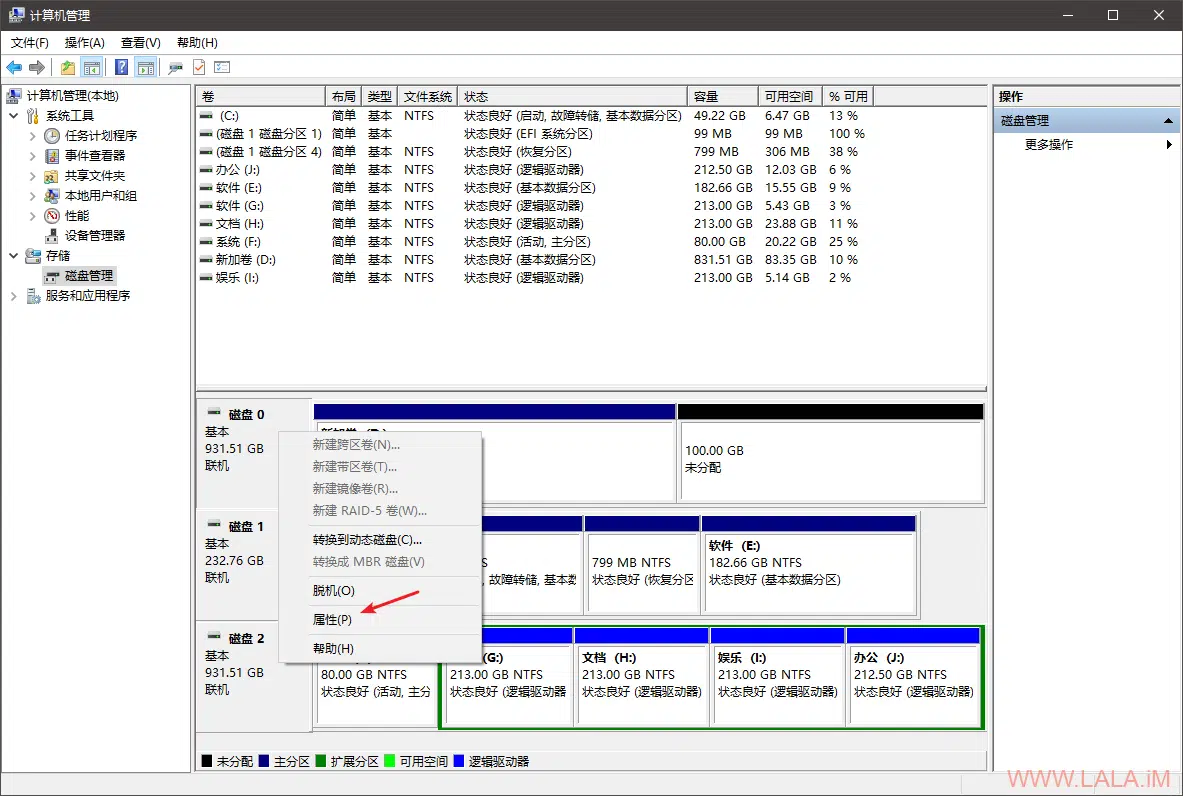 计算机管理
文件(F) 操作(A) 查看(V) 帮助(H)
计算机管理(本地)
系统工具
任务计划程序
事件查看器
共享文件夹
本地用户和组
性能
设备管理器
存储
磁盘管理
服务和应用程序
卷 布局 类型 文件系统 状态 容量 可用空间 % 可用
(C:) 简单 基本 NTFS 状态良好 (启动, 故障转储, 基本数据分区) 49.22 GB 6.47 GB 13 %
(磁盘 1 磁盘分区 1) 简单 基本 状态良好 (EFI 系统分区) 99 MB 99 MB 100 %
(磁盘 1 磁盘分区 4) 简单 基本 NTFS 状态良好 (恢复分区) 799 MB 306 MB 38 %
办公 (J:) 简单 基本 NTFS 状态良好 (逻辑驱动器) 212.50 GB 12.03 GB 6 %
软件 (E:) 简单 基本 NTFS 状态良好 (基本数据分区) 182.66 GB 15.55 GB 9 %
软件 (G:) 简单 基本 NTFS 状态良好 (逻辑驱动器) 213.00 GB 5.43 GB 3 %
文档 (H:) 简单 基本 NTFS 状态良好 (逻辑驱动器) 213.00 GB 23.88 GB 11 %
系统 (F:) 简单 基本 NTFS 状态良好 (活动, 主分区) 80.00 GB 20.22 GB 25 %
新加卷 (D:) 简单 基本 NTFS 状态良好 (基本数据分区) 831.51 GB 83.35 GB 10 %
娱乐 (I:) 简单 基本 NTFS 状态良好 (逻辑驱动器) 213.00 GB 5.14 GB 2 %
操作
磁盘管理
更多操作
磁盘 0
基本
931.51 GB
联机
100.00 GB
未分配
新建跨区卷(N)...
新建带区卷(T)...
新建镜像卷(R)...
新建 RAID-5 卷(W)...
转换到动态磁盘(C)...
转换成 MBR 磁盘(V)
脱机(O)
属性(P)
帮助(H)
磁盘 1
基本
232.76 GB
联机
S
, 故障转储, 基本数
799 MB NTFS
状态良好 (恢复分区
软件 (E:)
182.66 GB NTFS
状态良好 (基本数据分区)
磁盘 2
基本
931.51 GB
联机
80.00 GB NTFS
状态良好 (活动, 主分
(G:)
213.00 GB NTFS
状态良好 (逻辑驱动器
文档 (H:)
213.00 GB NTFS
状态良好 (逻辑驱动器)
娱乐 (I:)
213.00 GB NTFS
状态良好 (逻辑驱动器)
办公 (J:)
212.50 GB NTFS
状态良好 (逻辑驱动器)
未分配 主分区 扩展分区 可用空间 逻辑驱动器
WWW.LALA.iM